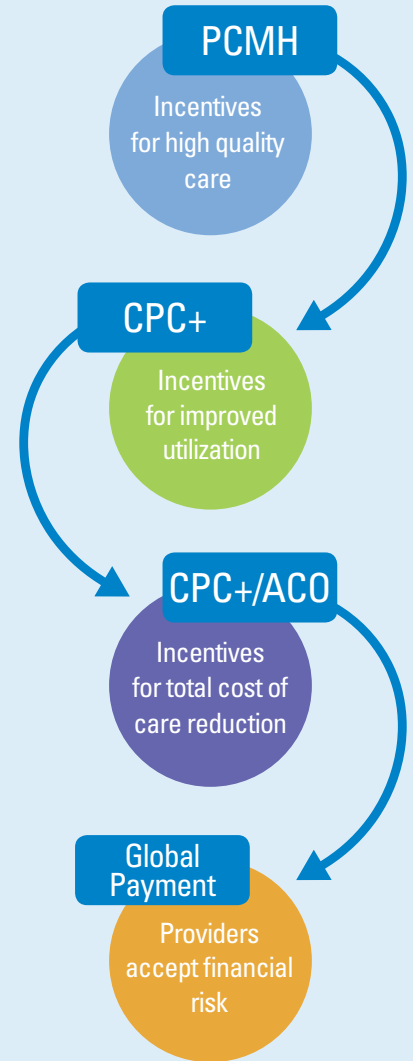 PCMH
Incentives
for high quality
care
CPC+
Incentives
for improved
utilization
CPC+/ACO
Incentives
for total cost of
care reduction
Global
Payment
Providers
accept financial
risk